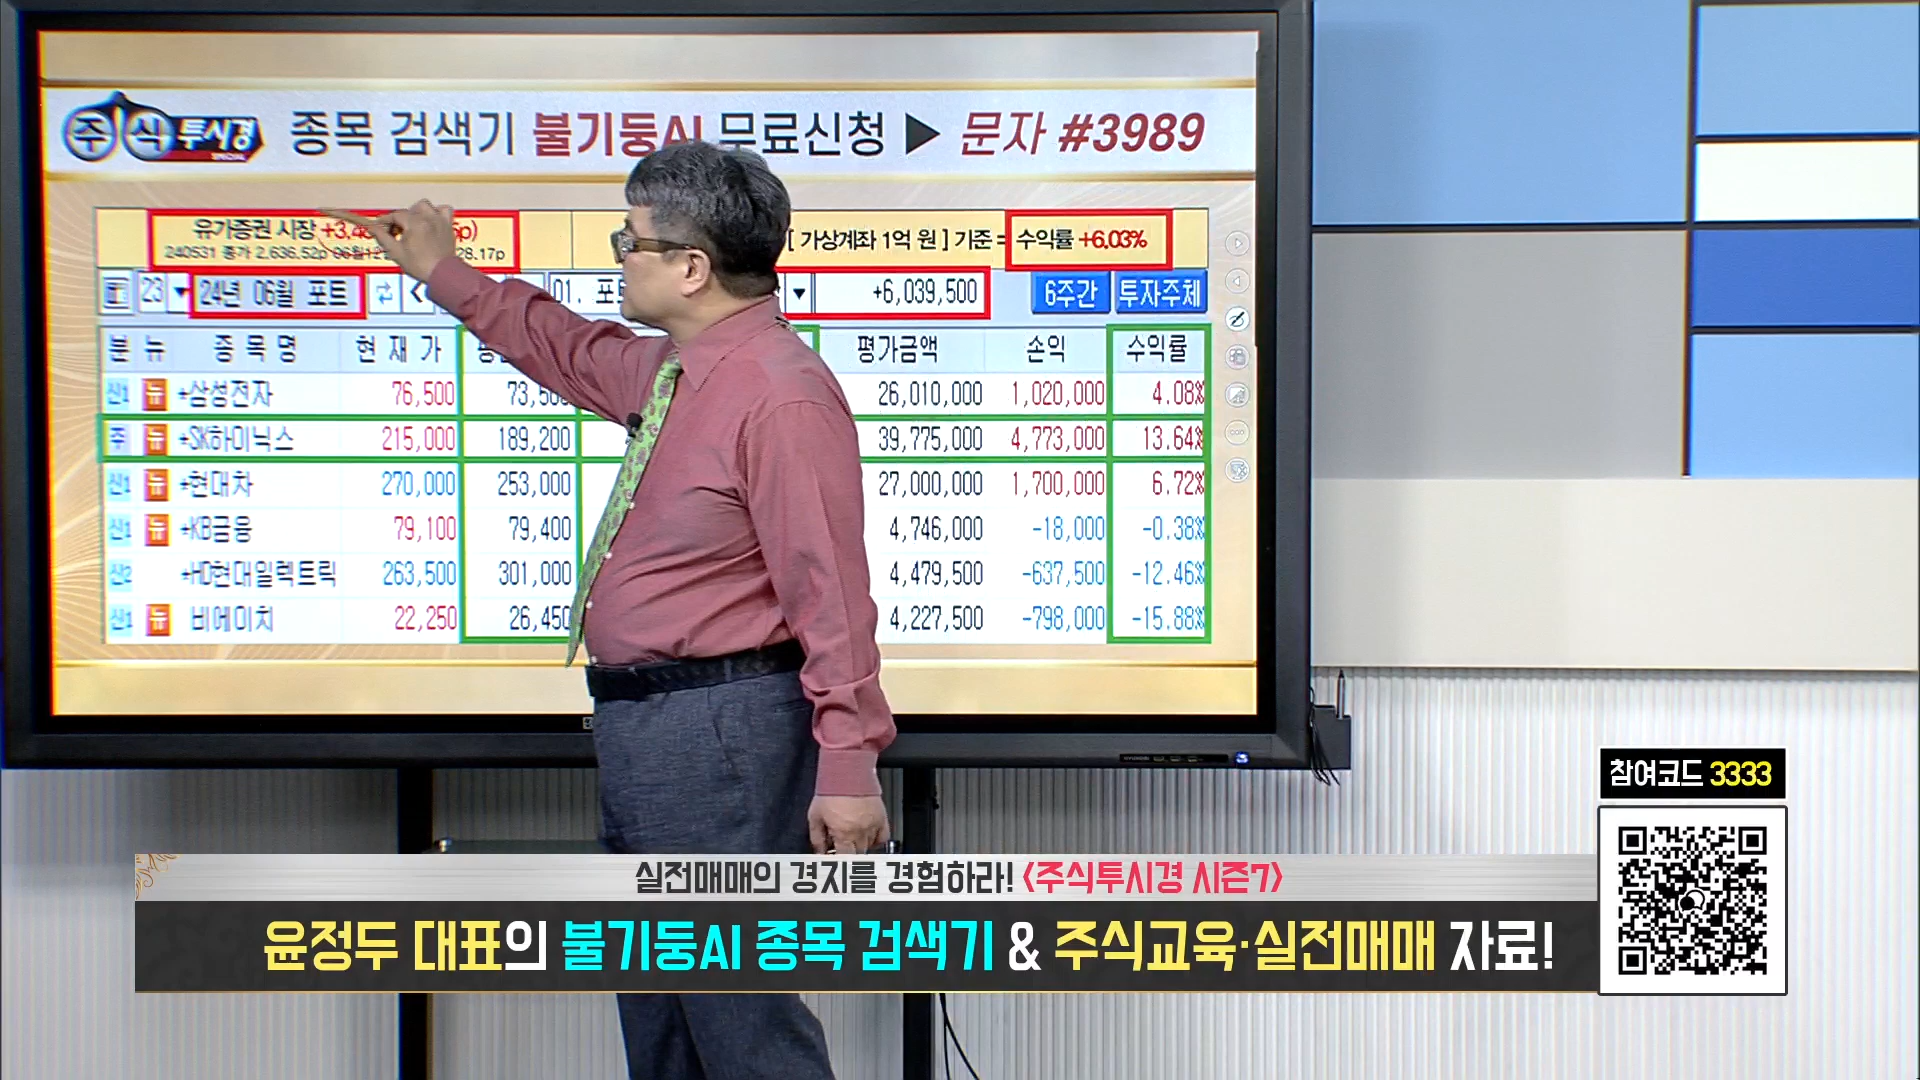 주식투시경 SPECIAL 종목 검색기 불기둥AI 무료신청 ▶ 문자 #3989
유가증권 시장 [ 가상계좌 1억 원 ] 기준 = 수익률 +6.03%
240531 종가 2,636.52p 28.17p
23 ▼ 24년 06월 포트 01. ▼ +6,039,500 6주간 투자주체
분 뉴 종목명 현재가 평가금액 손익 수익률
신1 뉴 +삼성전자 76,500 26,010,000 1,020,000 4.08%
주 뉴 +SK하이닉스 215,000 189,200 39,775,000 4,773,000 13.64%
신1 뉴 +현대차 270,000 253,000 27,000,000 1,700,000 6.72%
신1 뉴 +KB금융 79,100 79,400 4,746,000 -18,000 -0.38%
신2 +HD현대일렉트릭 263,500 301,000 4,479,500 -637,500 -12.46%
신1 뉴 비에이치 22,250 26,450 4,227,500 -798,000 -15.88%
참여코드 3333
실전매매의 경지를 경험하라! <주식투시경 시즌7>
윤정두 대표의 불기둥AI 종목 검색기 & 주식교육·실전매매 자료!